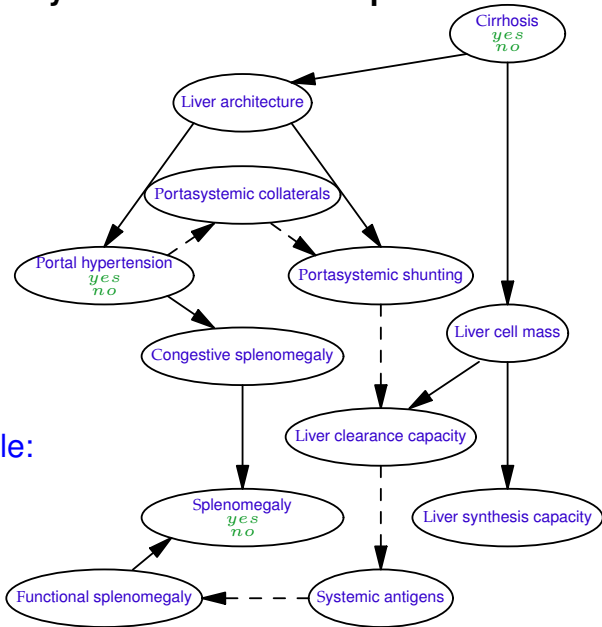 Cirrhosis
yes
no
Liver architecture
Portasystemic collaterals
Portal hypertension
yes
no
Portasystemic shunting
Liver cell mass
Congestive splenomegaly
Liver clearance capacity
le:
Splenomegaly
yes
no
Liver synthesis capacity
Functional splenomegaly
Systemic antigens